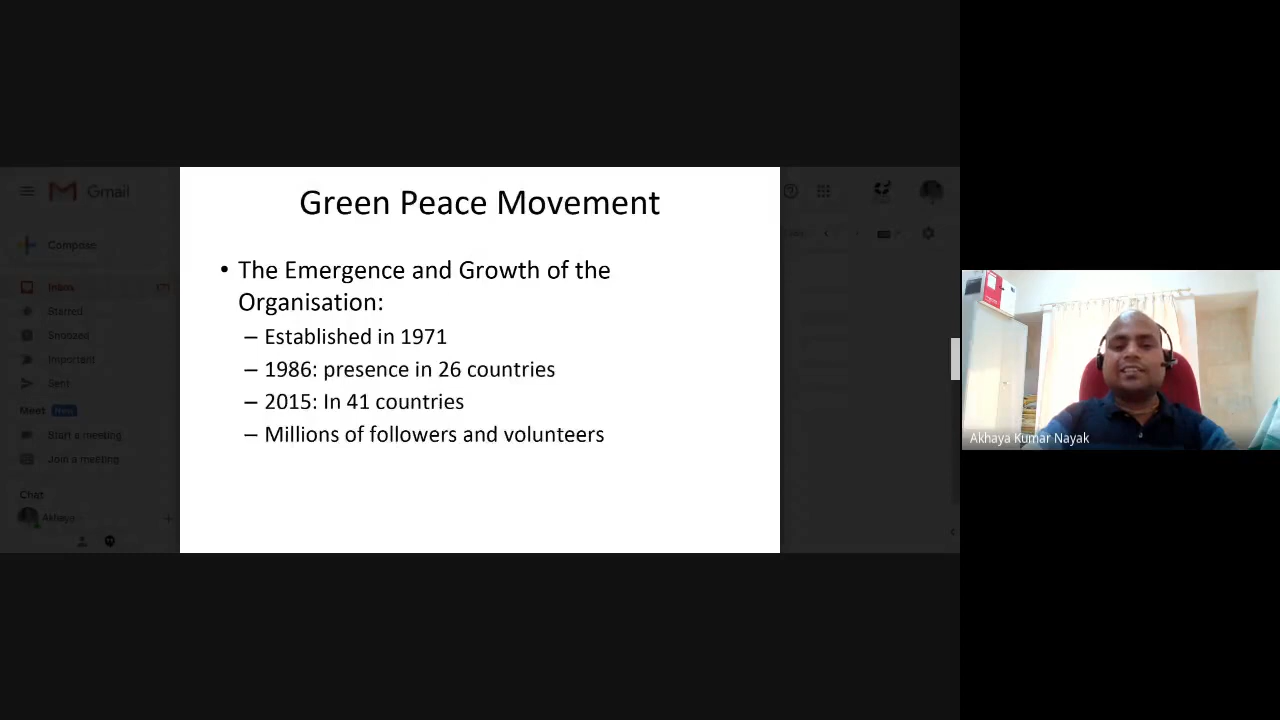 Green Peace Movement
• The Emergence and Growth of the
Organisation:
– Established in 1971
– 1986: presence in 26 countries
– 2015: In 41 countries
– Millions of followers and volunteers
Gmail
Compose
Inbox
Starred
Snoozed
Important
Sent
Meet New
Start a meeting
Join a meeting
Chat
Akhaya
Akhaya Kumar Nayak